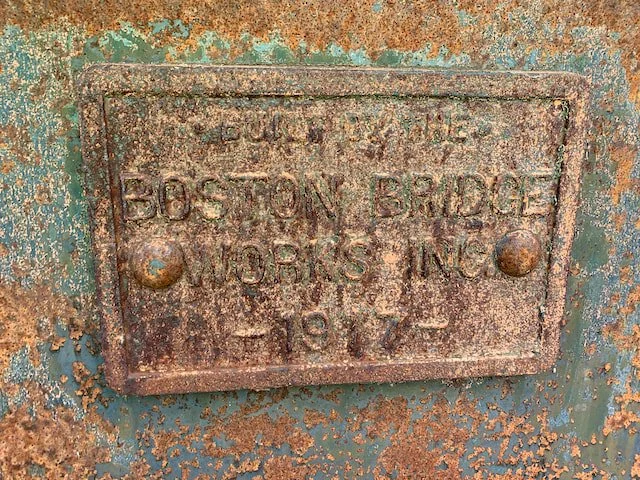 BUILT BY THE
BOSTON BRIDGE
WORKS INC.
-1917-